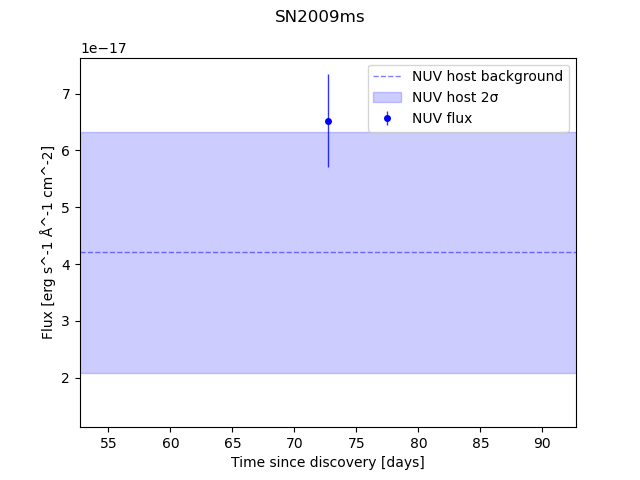 SN2009ms
1e−17
NUV host background
NUV host 2σ
NUV flux
7
6
5
4
3
2
Flux [erg s^-1 Å^-1 cm^-2]
55 60 65 70 75 80 85 90
Time since discovery [days]